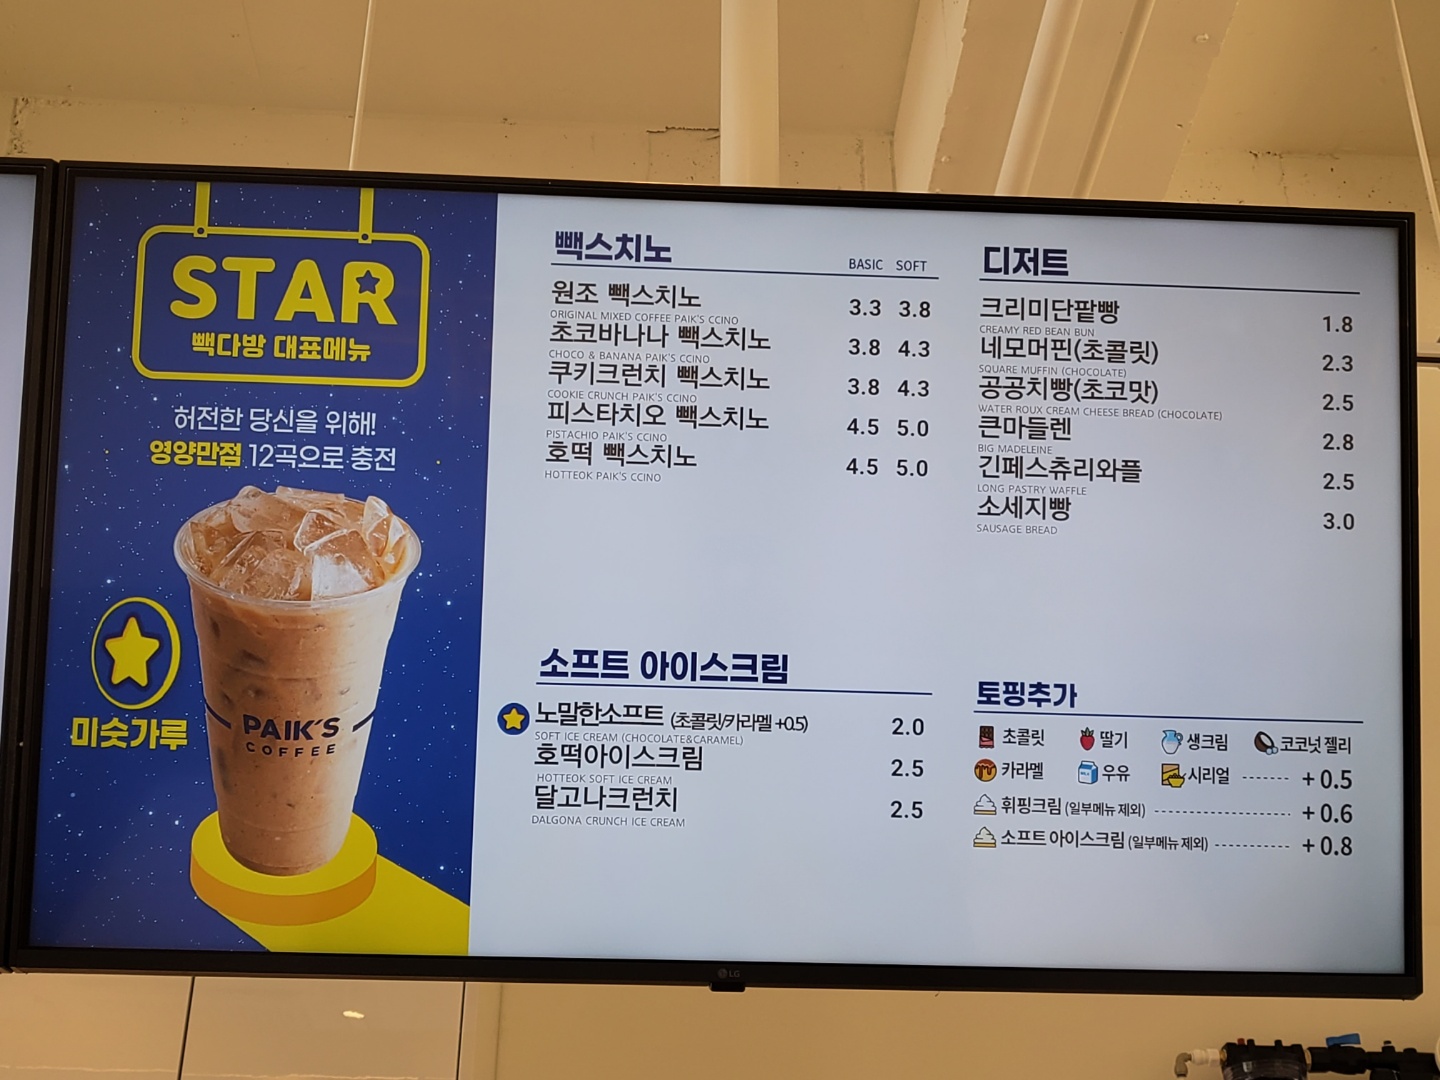 STAR
빽다방 대표메뉴
허전한 당신을 위해!
영양만점 12곡으로 충전
미숫가루
PAIK'S
COFFEE
빽스치노
BASIC SOFT
원조 빽스치노 3.3 3.8
ORIGINAL MIXED COFFEE PAIK'S CCINO
초코바나나 빽스치노 3.8 4.3
CHOCO & BANANA PAIK'S CCINO
쿠키크런치 빽스치노 3.8 4.3
COOKIE CRUNCH PAIK'S CCINO
피스타치오 빽스치노 4.5 5.0
PISTACHIO PAIK'S CCINO
호떡 빽스치노 4.5 5.0
HOTTEOK PAIK'S CCINO
디저트
크리미단팥빵 1.8
CREAMY RED BEAN BUN
네모머핀(초콜릿) 2.3
SQUARE MUFFIN (CHOCOLATE)
공공치빵(초코맛) 2.5
WATER ROUX CREAM CHEESE BREAD (CHOCOLATE)
큰마들렌 2.8
BIG MADELEINE
긴페스츄리와플 2.5
LONG PASTRY WAFFLE
소세지빵 3.0
SAUSAGE BREAD
소프트 아이스크림
노말한소프트 (초콜릿/카라멜 +0.5) 2.0
SOFT ICE CREAM (CHOCOLATE&CARAMEL)
호떡아이스크림 2.5
HOTTEOK SOFT ICE CREAM
달고나크런치 2.5
DALGONA CRUNCH ICE CREAM
토핑추가
초콜릿 딸기 생크림 코코넛 젤리
카라멜 우유 시리얼 ------ +0.5
휘핑크림 (일부메뉴 제외) ------------------ +0.6
소프트 아이스크림 (일부메뉴 제외) ---------- +0.8
LG